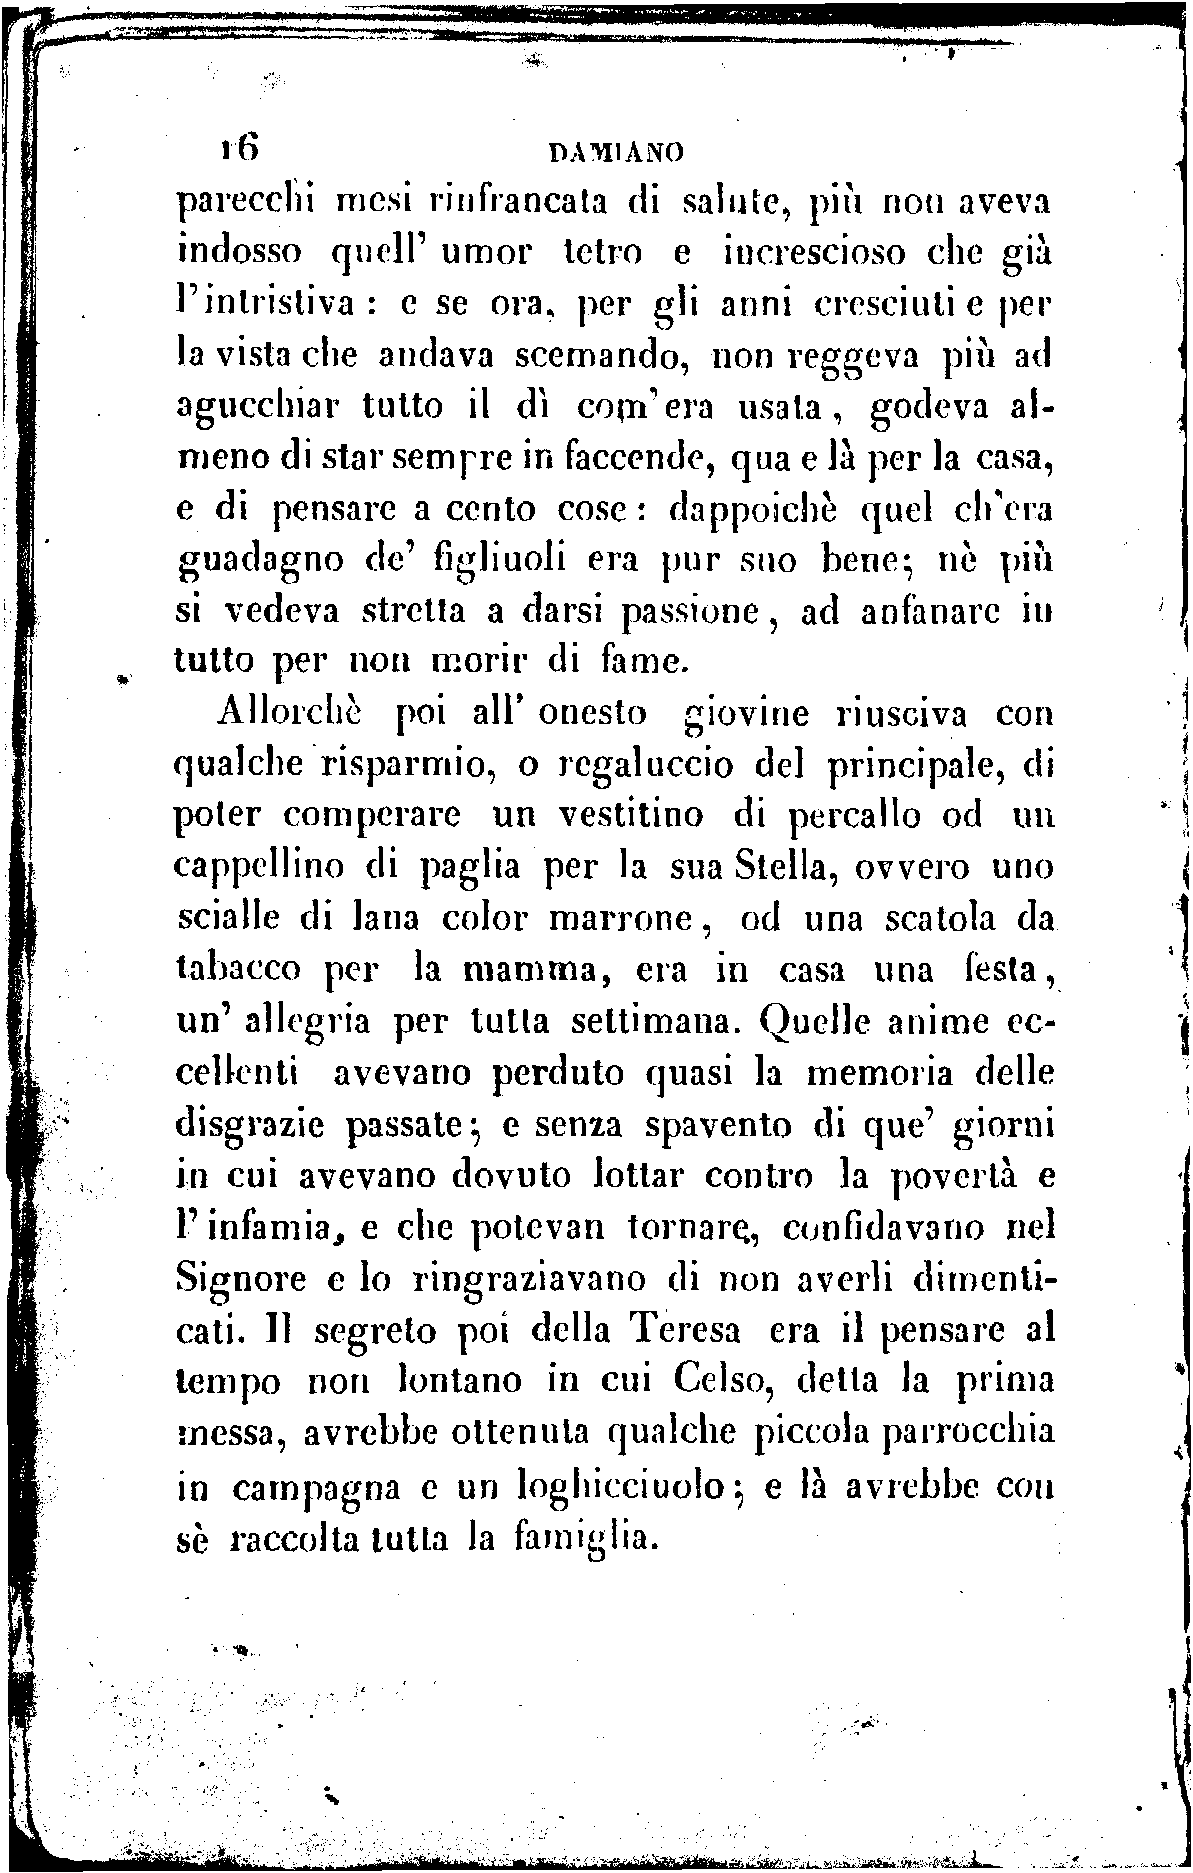 16 DAMIANO
parecchi mesi rinfrancata di salute, più non aveva
indosso quell' umor tetro e increscioso che già
l'intristiva : e se ora, per gli anni cresciuti e per
la vista che andava scemando, non reggeva più ad
agucchiar tutto il dì com'era usata, godeva al-
meno di star sempre in faccende, qua e là per la casa,
e di pensare a cento cose : dappoichè quel ch'era
guadagno de' figliuoli era pur suo bene; nè più
si vedeva stretta a darsi passione, ad anfanare in
tutto per non morir di fame.
Allorchè poi all' onesto giovine riusciva con
qualche risparmio, o regaluccio del principale, di
poter comperare un vestitino di percallo od un
cappellino di paglia per la sua Stella, ovvero uno
scialle di lana color marrone, od una scatola da
tabacco per la mamma, era in casa una festa,
un' allegria per tutta settimana. Quelle anime ec-
cellenti avevano perduto quasi la memoria delle
disgrazie passate; e senza spavento di que' giorni
in cui avevano dovuto lottar contro la povertà e
l' infamia, e che potevan tornare, confidavano nel
Signore e lo ringraziavano di non averli dimenti-
cati. Il segreto poi della Teresa era il pensare al
tempo non lontano in cui Celso, detta la prima
messa, avrebbe ottenuta qualche piccola parrocchia
in campagna e un loghicciuolo; e là avrebbe con
sè raccolta tutta la famiglia.